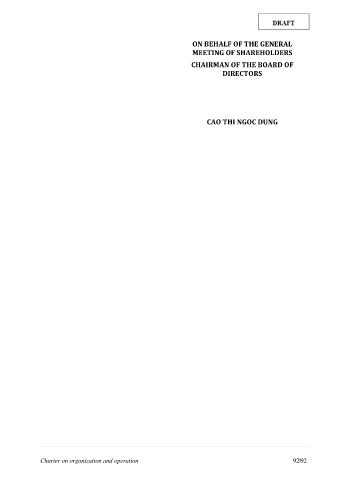 DRAFT
ON BEHALF OF THE GENERAL
MEETING OF SHAREHOLDERS
CHAIRMAN OF THE BOARD OF
DIRECTORS
CAO THI NGOC DUNG
Charter on organization and operation 92/92